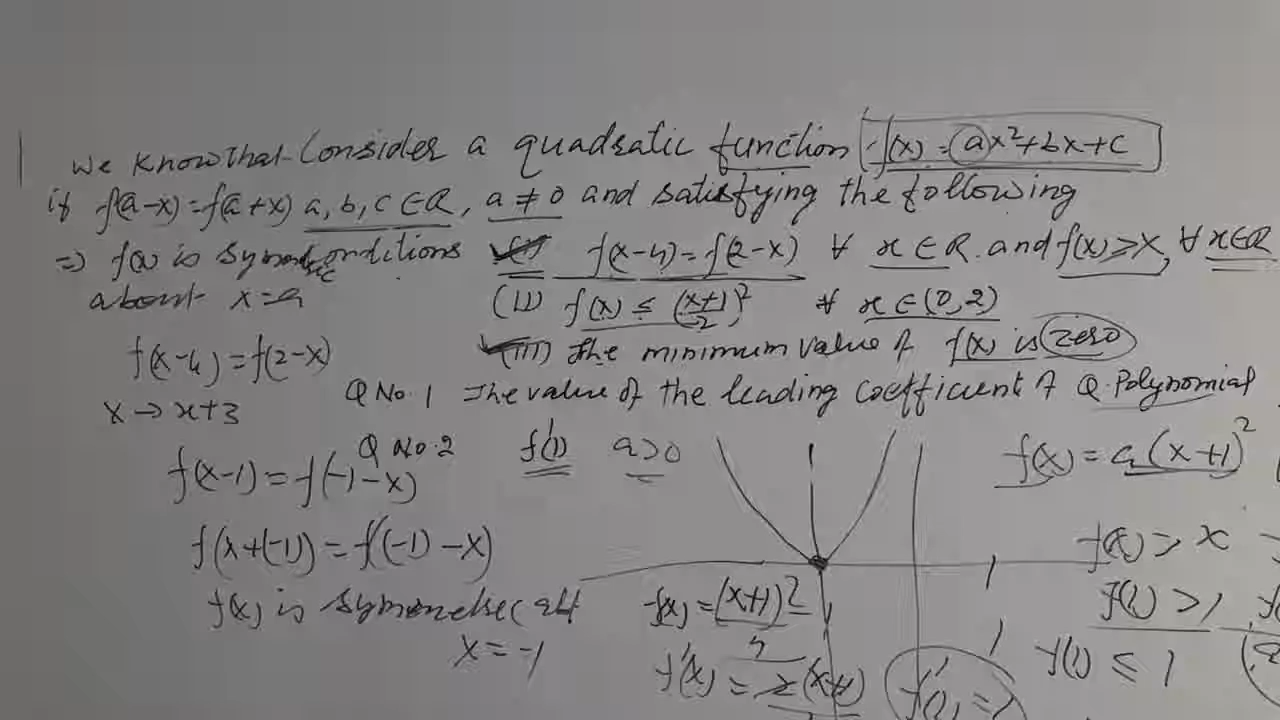 We know that Consider a quadratic function f(x) = ax²+bx+c
if f(a-x)=f(a+x) a, b, c ∈ R, a ≠ 0 and satisfying the following
=> f(x) is symmetric conditions (I) f(x-4)=f(2-x) ∀ x ∈ R. and f(x) ≥ x, ∀ x∈R
about x=a (II) f(x) ≤ (x+1/2)² ∀ x ∈ (0,2)
f(x-4)=f(2-x) (III) The minimum value of f(x) is zero
x → x+3 Q No. 1 The value of the leading coefficient of Q. Polynomial
Q No. 2 f'(1) a>0 f(x) = a(x+1)²
f(x-1)=f(-1-x)
f(x+(-1))=f((-1)-x) f(x) ≥ x
f(x) is symmetric at f(x) = (x+1)²/4 f(1) ≥ 1
x = -1 f(1) ≤ 1
f'(x) = 2(x+1) f'(1) = 1